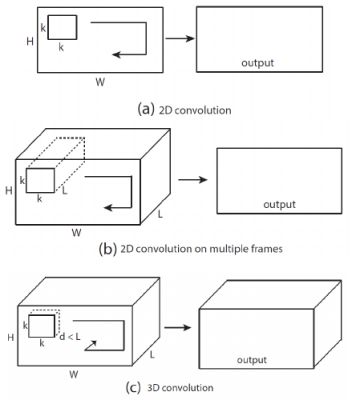 k
k
H
W
output
(a) 2D convolution
k
k
L
H
W
L
output
(b) 2D convolution on multiple frames
k
k
d < L
H
W
L
output
(c) 3D convolution